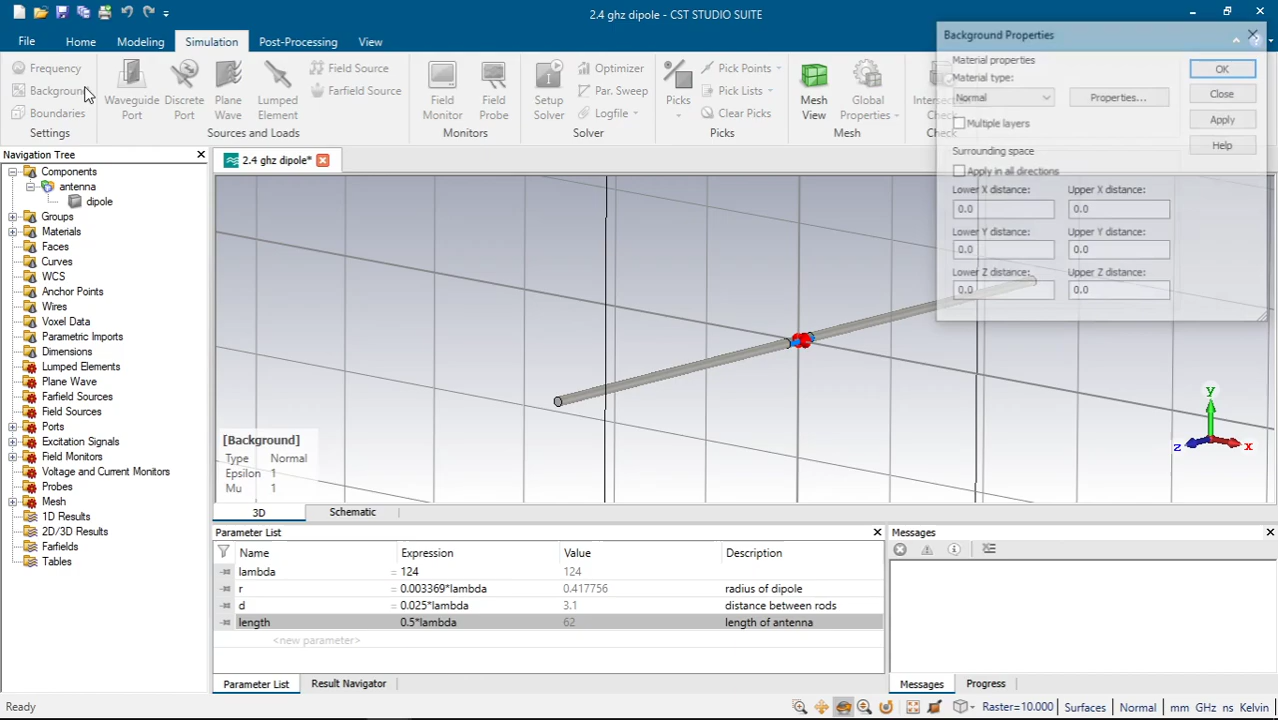 2.4 ghz dipole - CST STUDIO SUITE
File Home Modeling Simulation Post-Processing View
Frequency
Background
Boundaries
Settings
Waveguide Port
Discrete Port
Plane Wave
Lumped Element
Field Source
Farfield Source
Sources and Loads
Field Monitor
Field Probe
Monitors
Setup Solver
Optimizer
Par. Sweep
Logfile
Solver
Picks
Pick Points
Pick Lists
Clear Picks
Picks
Mesh View
Global Properties
Mesh
Check
Background Properties
Material properties
Material type:
Normal
Properties...
Multiple layers
Surrounding space
Apply in all directions
Lower X distance: Upper X distance:
0.0 0.0
Lower Y distance: Upper Y distance:
0.0 0.0
Lower Z distance: Upper Z distance:
0.0 0.0
OK
Close
Apply
Help
Navigation Tree
2.4 ghz dipole*
Components
antenna
dipole
Groups
Materials
Faces
Curves
WCS
Anchor Points
Wires
Voxel Data
Parametric Imports
Dimensions
Lumped Elements
Plane Wave
Farfield Sources
Field Sources
Ports
Excitation Signals
Field Monitors
Voltage and Current Monitors
Probes
Mesh
1D Results
2D/3D Results
Farfields
Tables
[Background]
Type Normal
Epsilon 1
Mu 1
y
z
x
3D Schematic
Parameter List
Name Expression Value Description
lambda = 124 124
r = 0.003369*lambda 0.417756 radius of dipole
d = 0.025*lambda 3.1 distance between rods
length = 0.5*lambda 62 length of antenna
<new parameter>
Parameter List Result Navigator
Messages
Messages Progress
Ready
Raster=10.000 Surfaces Normal mm GHz ns Kelvin